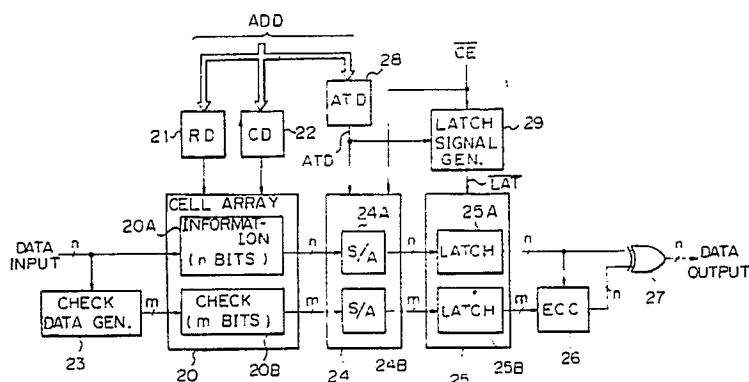 ADD
28
CE
ATD
29
LATCH
SIGNAL
GEN.
21
RD
CD
22
ATD
LAT
CELL ARRAY
20A
INFORMAT-
ION
(n BITS)
24A
25A
DATA
INPUT
n
n
S/A
n
LATCH
n
n
DATA
OUTPUT
27
CHECK
DATA GEN.
m
CHECK
(m BITS)
m
S/A
m
LATCH
m
ECC
n
23
20
20B
24
24B
25
25B
26